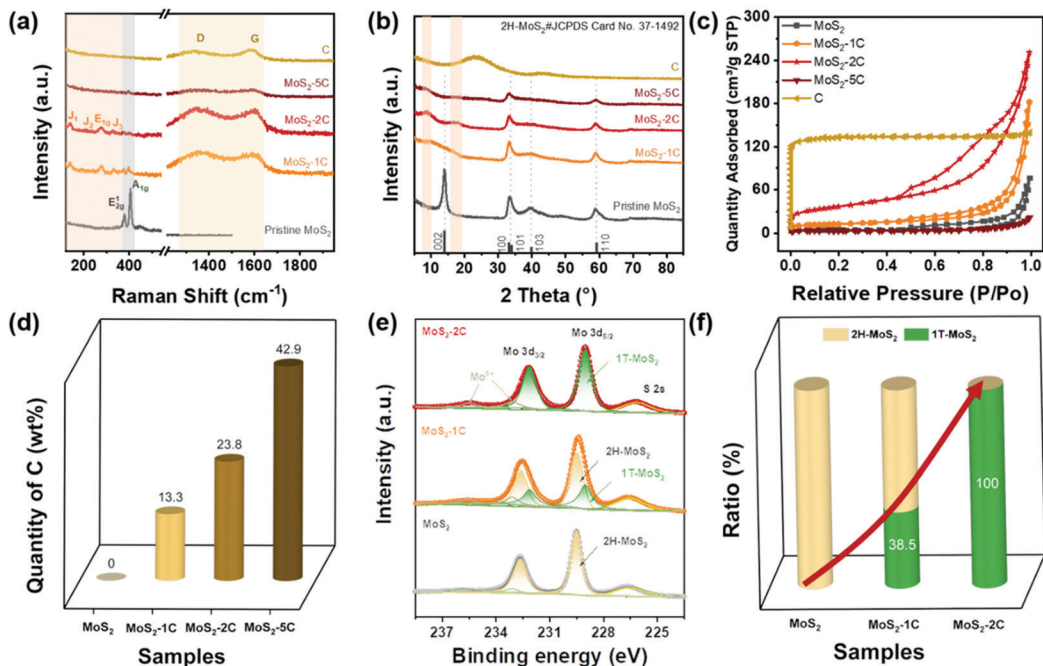 (a)
Intensity (a.u.)
D
G
C
MoS₂-5C
MoS₂-2C
J₁
J₂
E₁g
J₃
MoS₂-1C
A₁g
E¹₂g
Pristine MoS₂
200
400
1200
1400
1600
1800
Raman Shift (cm⁻¹)
(b)
Intensity (a.u.)
2H-MoS₂#JCPDS Card No. 37-1492
C
MoS₂-5C
MoS₂-2C
MoS₂-1C
Pristine MoS₂
002
100
101
103
110
10
20
30
40
50
60
70
80
2 Theta (°)
(c)
Quantity Adsorbed (cm³/g STP)
300
240
180
120
60
0
MoS₂
MoS₂-1C
MoS₂-2C
MoS₂-5C
C
0.0
0.2
0.4
0.6
0.8
1.0
Relative Pressure (P/Po)
(d)
Quantity of C (wt%)
0
13.3
23.8
42.9
MoS₂
MoS₂-1C
MoS₂-2C
MoS₂-5C
Samples
(e)
Intensity (a.u.)
MoS₂-2C
Mo 3d₃/₂
Mo 3d₅/₂
1T-MoS₂
Mo⁶⁺
S 2s
MoS₂-1C
2H-MoS₂
1T-MoS₂
MoS₂
2H-MoS₂
237
233
229
228
225
Binding energy (eV)
(f)
Ratio (%)
2H-MoS₂
1T-MoS₂
38.5
100
MoS₂
MoS₂-1C
MoS₂-2C
Samples